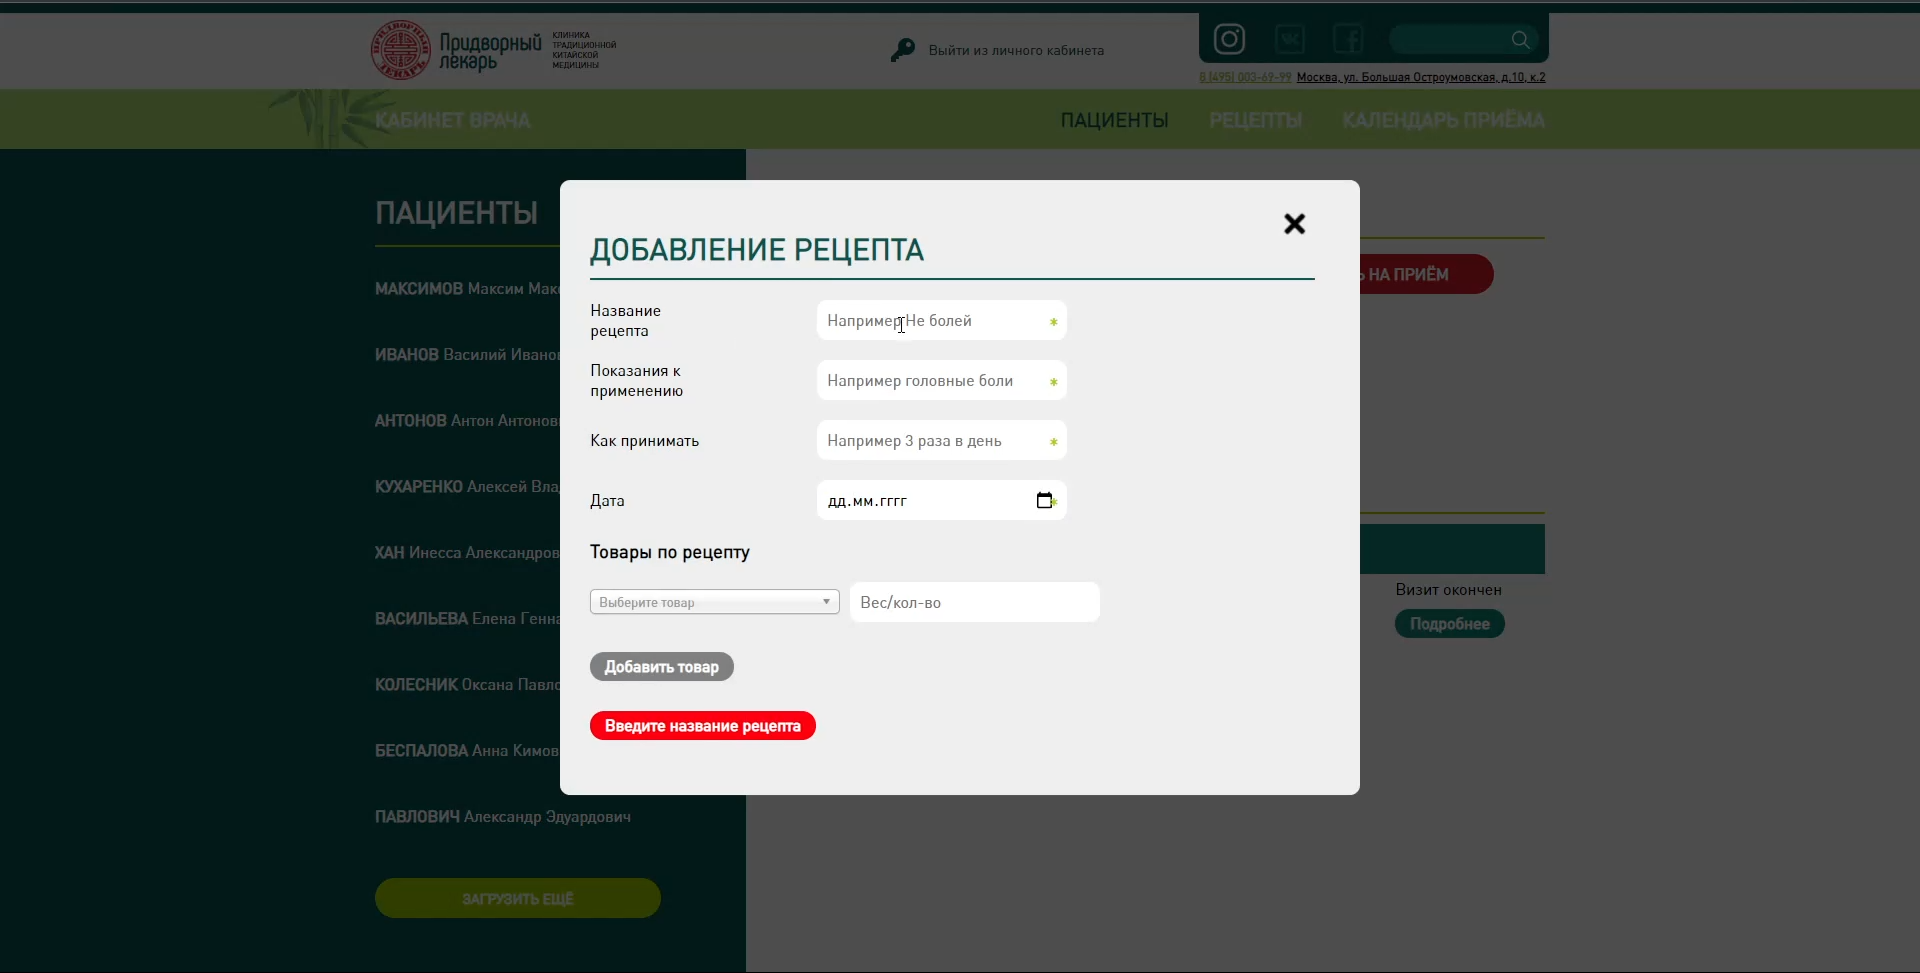 Придворный
лекарь
КЛИНИКА
ТРАДИЦИОННОЙ
КИТАЙСКОЙ
МЕДИЦИНЫ
ПРИДВОРНЫЙ
ЛЕКАРЬ
Выйти из личного кабинета
8 (495) 003-69-99 Москва, ул. Большая Остроумовская, д.10, к.2
КАБИНЕТ ВРАЧА
ПАЦИЕНТЫ РЕЦЕПТЫ КАЛЕНДАРЬ ПРИЁМА
ПАЦИЕНТЫ
МАКСИМОВ Максим Мак
ИВАНОВ Василий Ивано
АНТОНОВ Антон Антонов
КУХАРЕНКО Алексей Вла
ХАН Инесса Александров
ВАСИЛЬЕВА Елена Генна
КОЛЕСНИК Оксана Павло
БЕСПАЛОВА Анна Кимов
ПАВЛОВИЧ Александр Эдуардович
ЗАГРУЗИТЬ ЕЩЁ
ДОБАВЛЕНИЕ РЕЦЕПТА
Название
рецепта
Например Не болей *
Показания к
применению
Например головные боли *
Как принимать
Например 3 раза в день *
Дата
дд.мм.гггг *
Товары по рецепту
Выберите товар
Вес/кол-во
Добавить товар
Введите название рецепта
Ь НА ПРИЁМ
Визит окончен
Подробнее